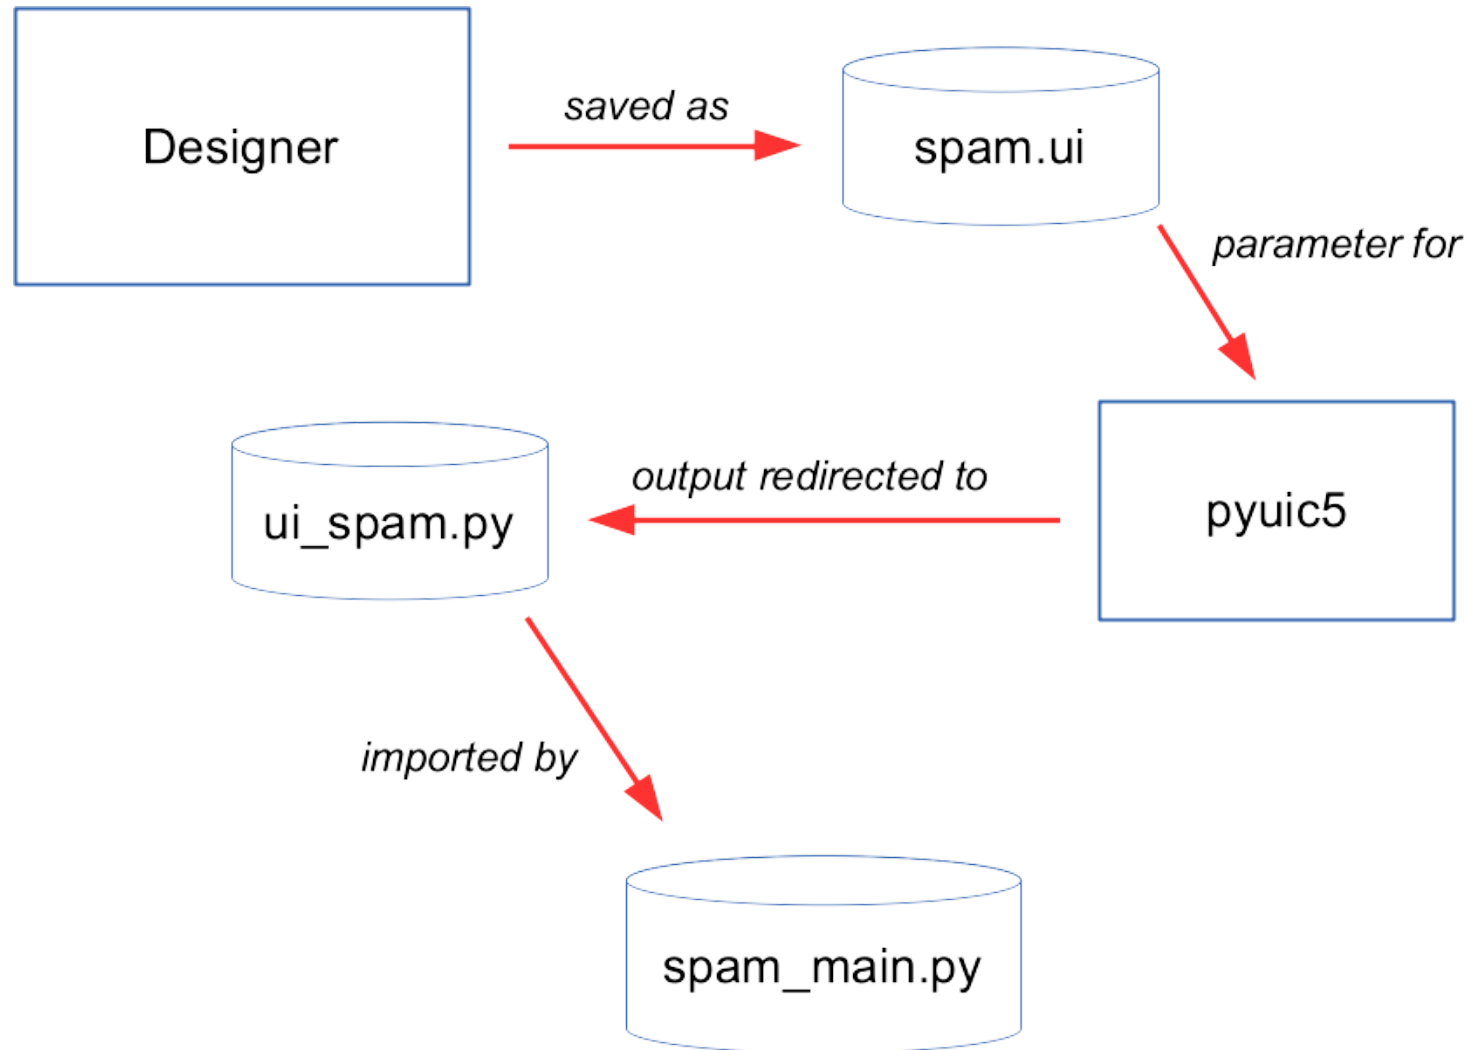 Designer
saved as
spam.ui
parameter for
pyuic5
output redirected to
ui_spam.py
imported by
spam_main.py